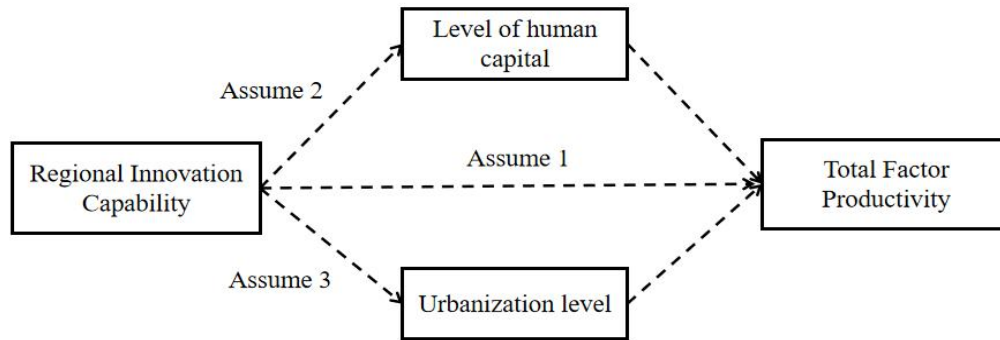 Level of human
capital
Assume 2
Assume 1
Regional Innovation
Capability
Total Factor
Productivity
Assume 3
Urbanization level